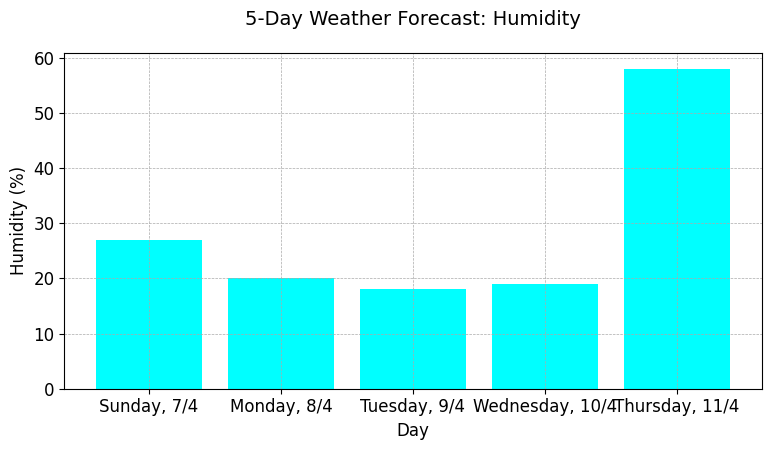 5-Day Weather Forecast: Humidity
60
50
40
30
20
10
0
Humidity (%)
Sunday, 7/4
Monday, 8/4
Tuesday, 9/4
Wednesday, 10/4
Thursday, 11/4
Day